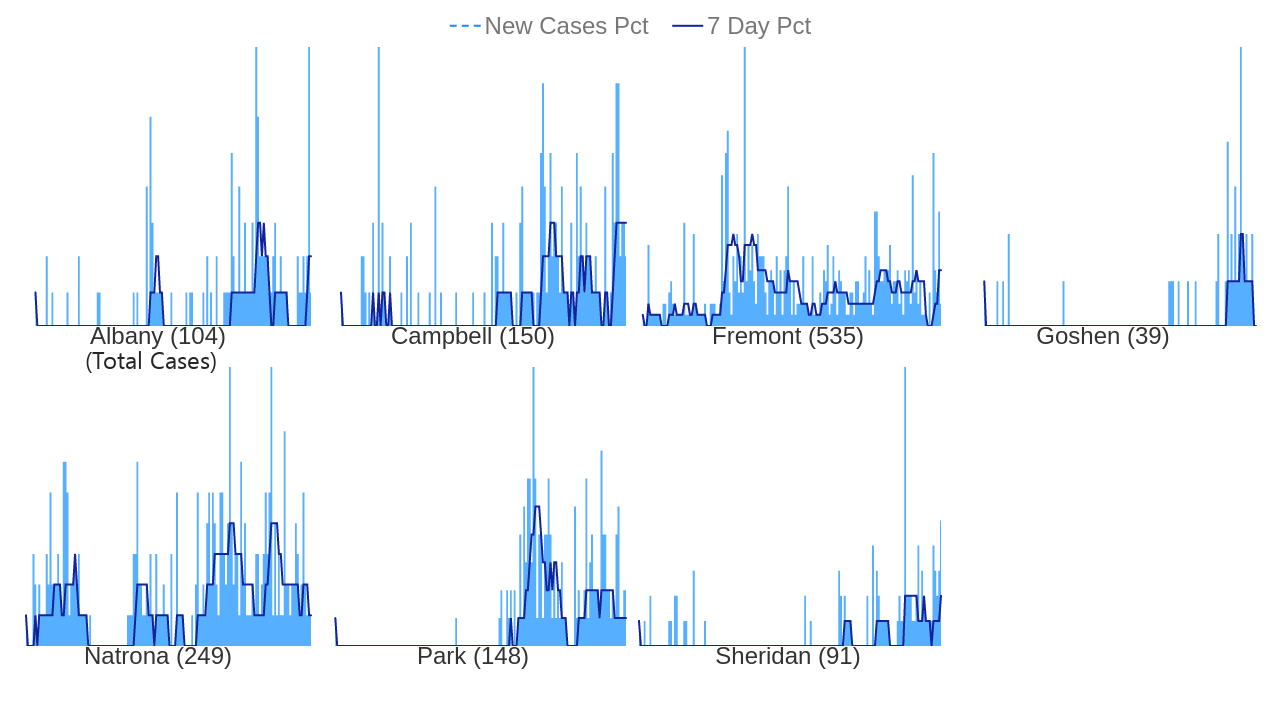 New Cases Pct 7 Day Pct
Albany (104) Campbell (150) Fremont (535) Goshen (39)
(Total Cases)
Natrona (249) Park (148) Sheridan (91)